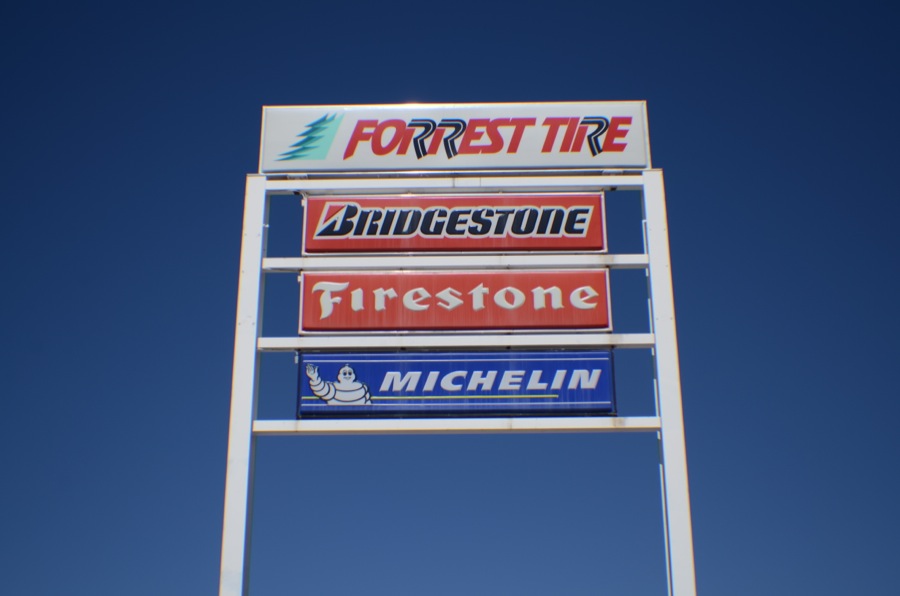 FORREST TIRE
BRIDGESTONE
Firestone
MICHELIN